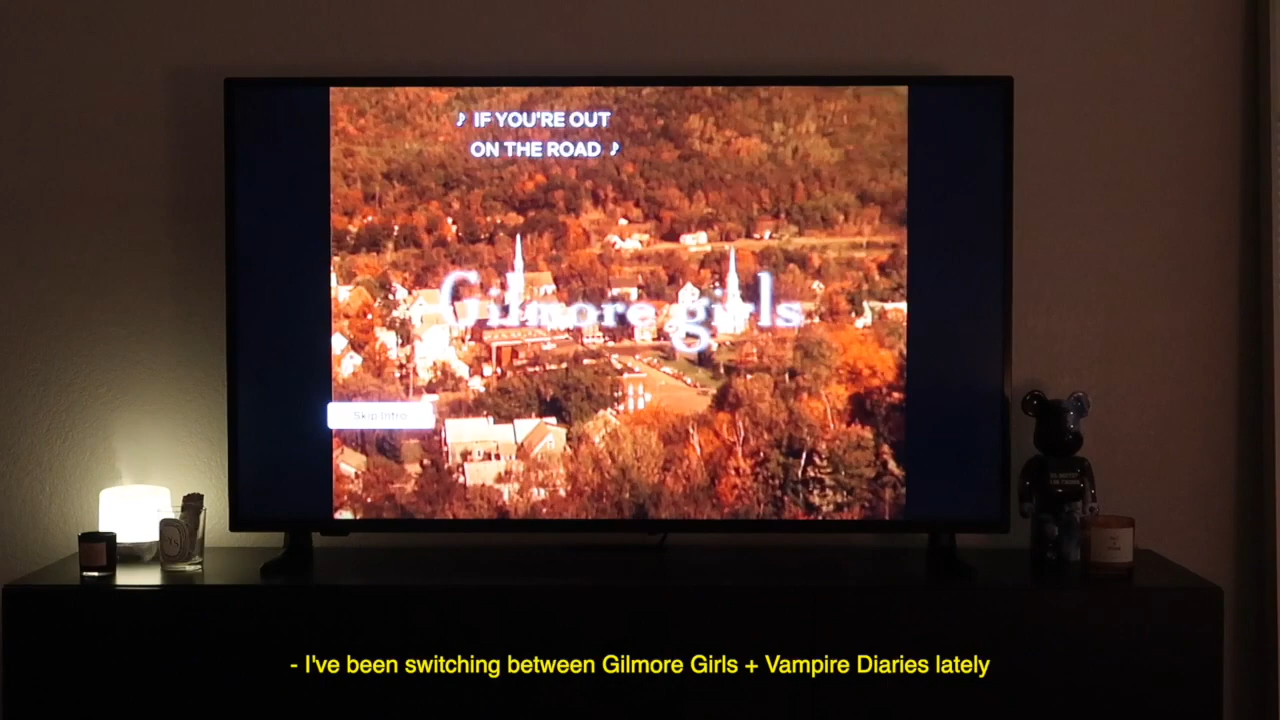 ♪ IF YOU'RE OUT
ON THE ROAD ♪
Gilmore girls
Skip Intro
- I've been switching between Gilmore Girls + Vampire Diaries lately